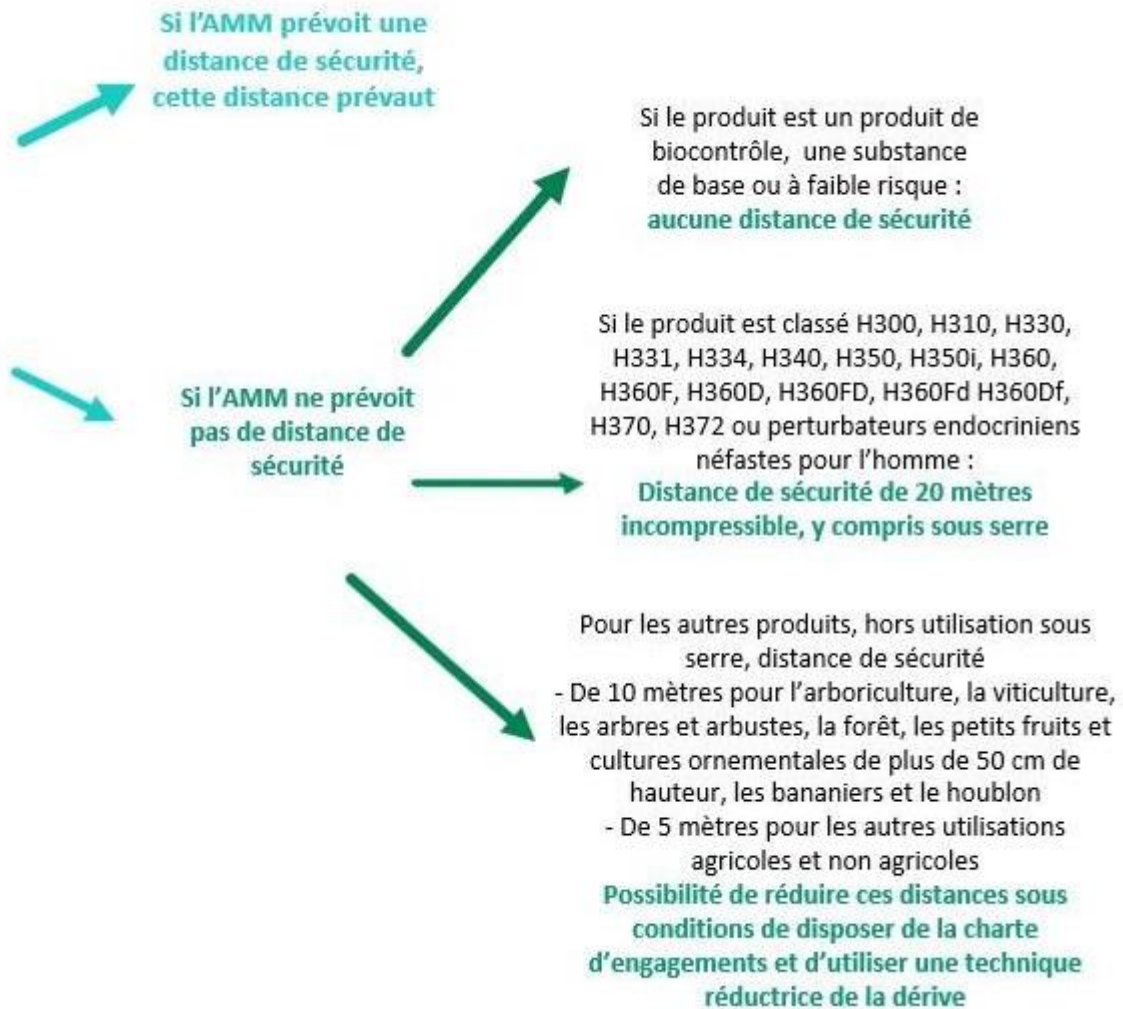 Si l'AMM prévoit une
distance de sécurité,
cette distance prévaut
Si le produit est un produit de
biocontrôle, une substance
de base ou à faible risque :
aucune distance de sécurité
Si l'AMM ne prévoit
pas de distance de
sécurité
Si le produit est classé H300, H310, H330,
H331, H334, H340, H350, H350i, H360,
H360F, H360D, H360FD, H360Fd H360Df,
H370, H372 ou perturbateurs endocriniens
néfastes pour l'homme :
Distance de sécurité de 20 mètres
incompressible, y compris sous serre
Pour les autres produits, hors utilisation sous
serre, distance de sécurité
- De 10 mètres pour l'arboriculture, la viticulture,
les arbres et arbustes, la forêt, les petits fruits et
cultures ornementales de plus de 50 cm de
hauteur, les bananiers et le houblon
- De 5 mètres pour les autres utilisations
agricoles et non agricoles
Possibilité de réduire ces distances sous
conditions de disposer de la charte
d'engagements et d'utiliser une technique
réductrice de la dérive